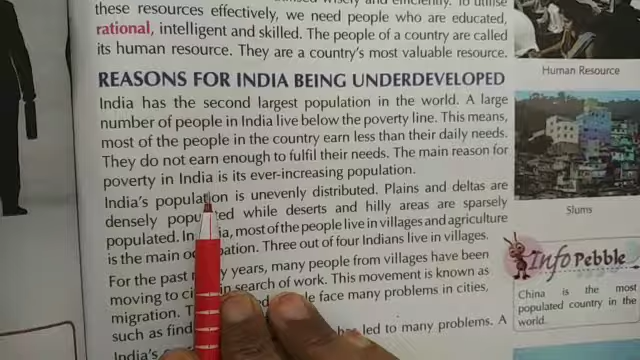 these resources effectively, we need people who are educated,
rational, intelligent and skilled. The people of a country are called
its human resource. They are a country's most valuable resource.
Human Resource
REASONS FOR INDIA BEING UNDERDEVELOPED
India has the second largest population in the world. A large
number of people in India live below the poverty line. This means,
most of the people in the country earn less than their daily needs.
They do not earn enough to fulfil their needs. The main reason for
poverty in India is its ever-increasing population.
India's population is unevenly distributed. Plains and deltas are
densely while deserts and hilly areas are sparsely
populated. most of the people live in villages and agriculture
is the main Three out of four Indians live in villages.
For the past years, many people from villages have been
moving to in search of work. This movement is known as
migration. face many problems in cities,
such as has led to many problems. A
India's
Slums
Info Pebble
China is the most
populated country in the
world.